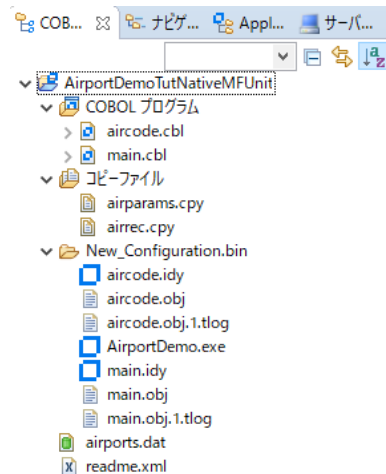 COB... ナビゲ... Appl... サーバ...
AirportDemoTutNativeMFUnit
COBOL プログラム
aircode.cbl
main.cbl
コピーファイル
airparams.cpy
airrec.cpy
New_Configuration.bin
aircode.idy
aircode.obj
aircode.obj.1.tlog
AirportDemo.exe
main.idy
main.obj
main.obj.1.tlog
airports.dat
readme.xml